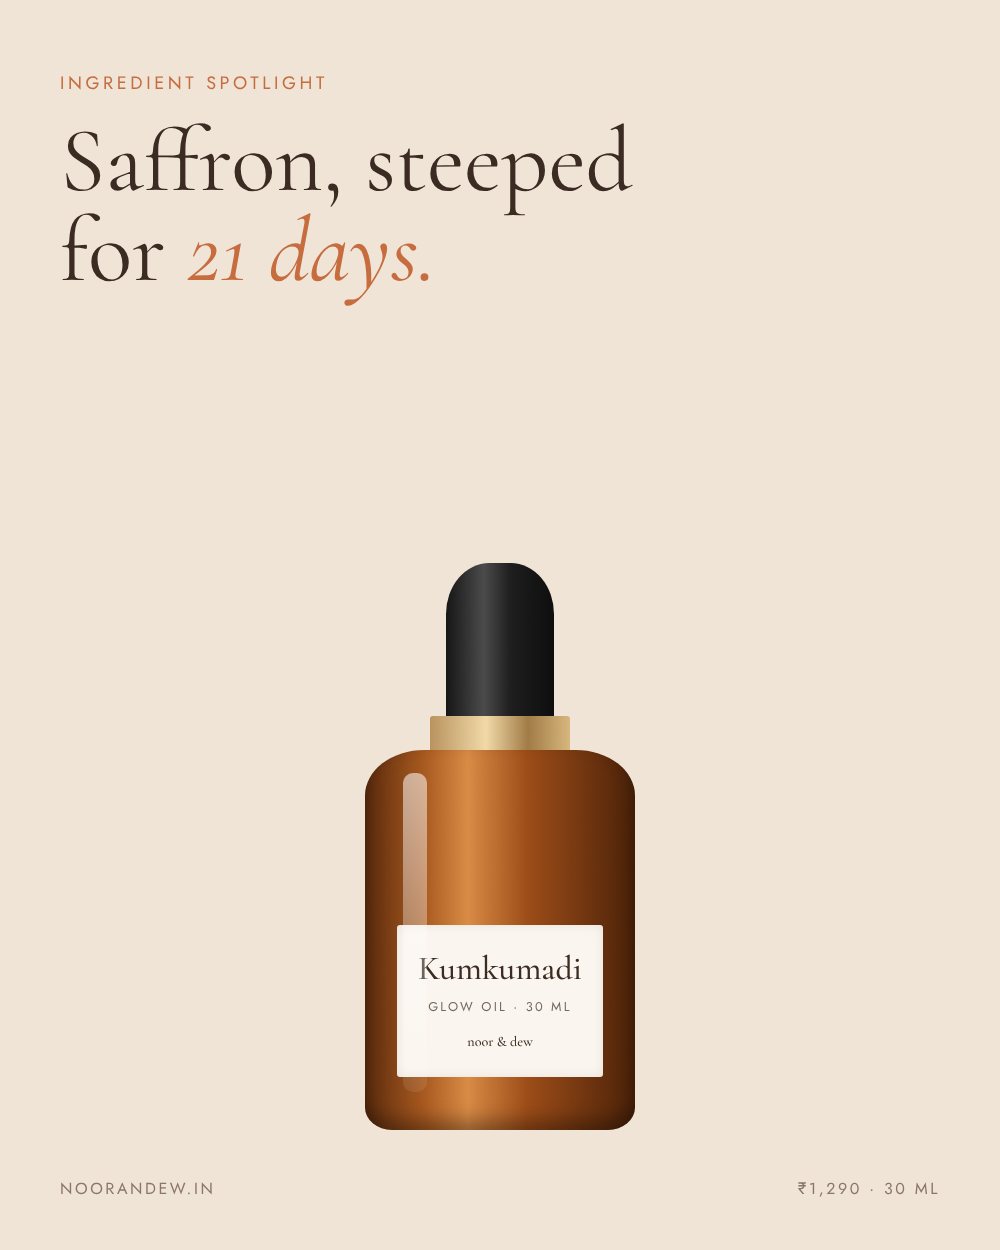 INGREDIENT SPOTLIGHT
Saffron, steeped
for 21 days.
Kumkumadi
GLOW OIL · 30 ML
noor & dew
NOORANDEW.IN
₹1,290 · 30 ML